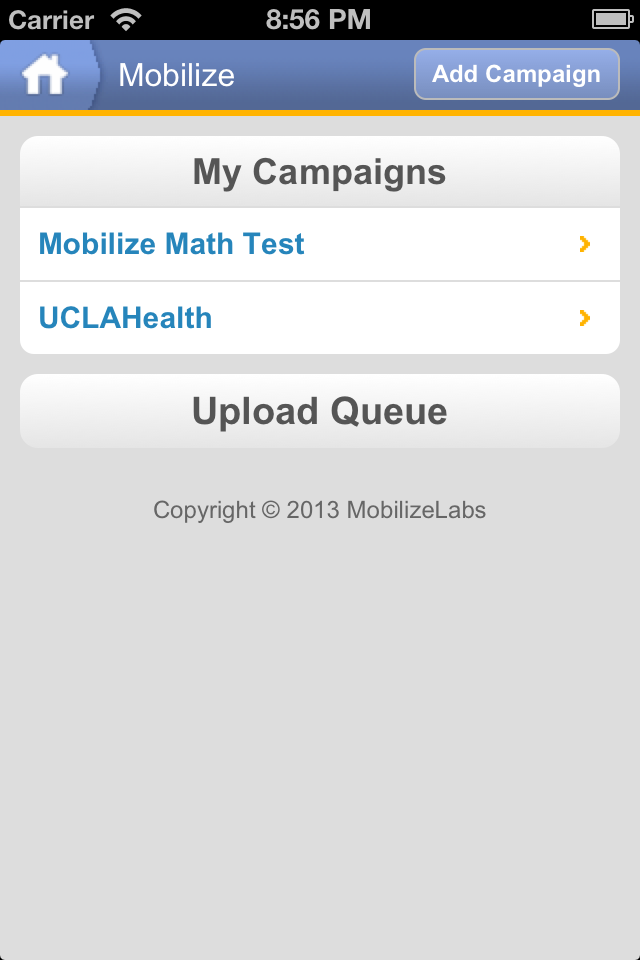 Carrier 8:56 PM
Mobilize Add Campaign
My Campaigns
Mobilize Math Test
UCLAHealth
Upload Queue
Copyright © 2013 MobilizeLabs